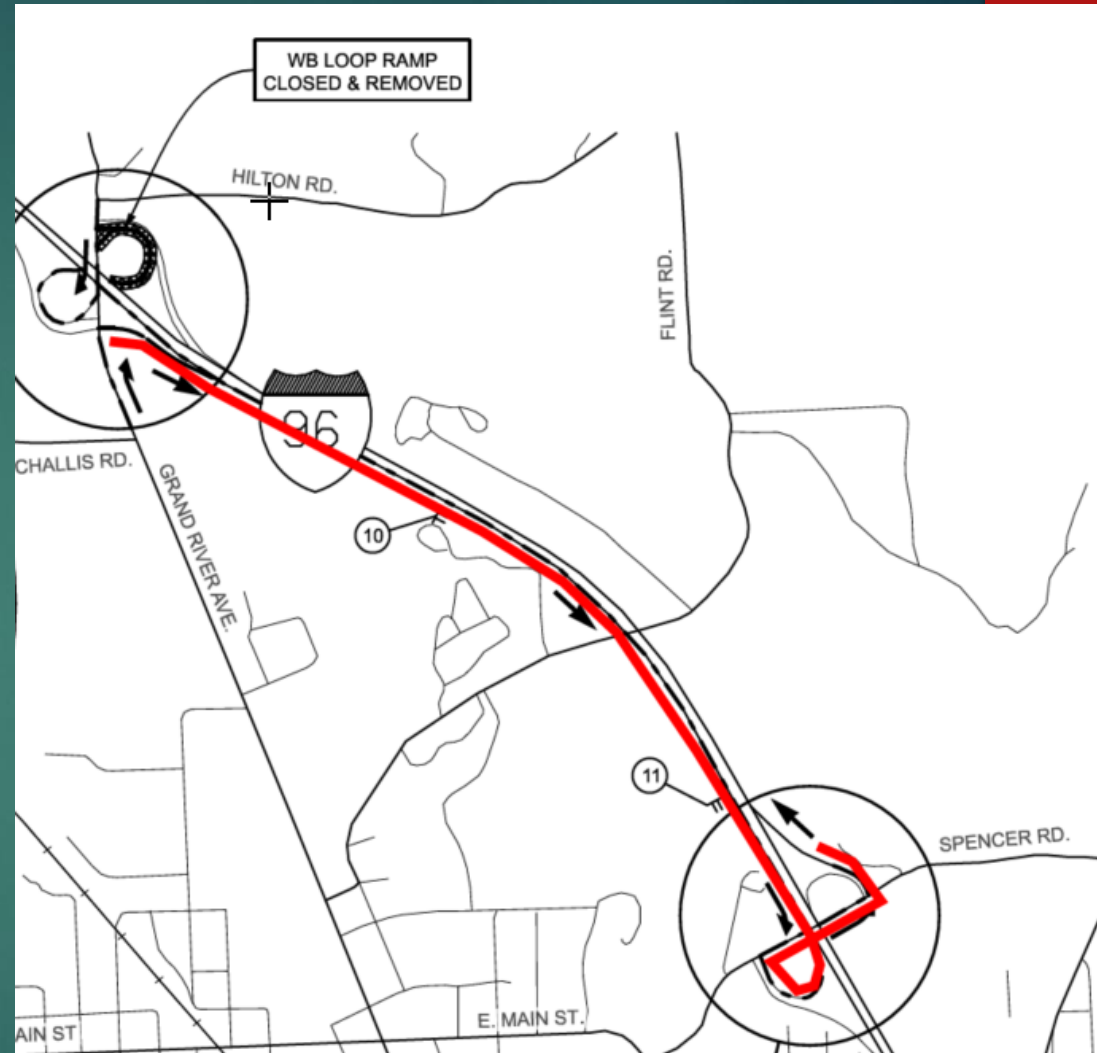 WB LOOP RAMP
CLOSED & REMOVED
HILTON RD.
FLINT RD.
96
CHALLIS RD.
GRAND RIVER AVE.
10
11
SPENCER RD.
E. MAIN ST.
AIN ST